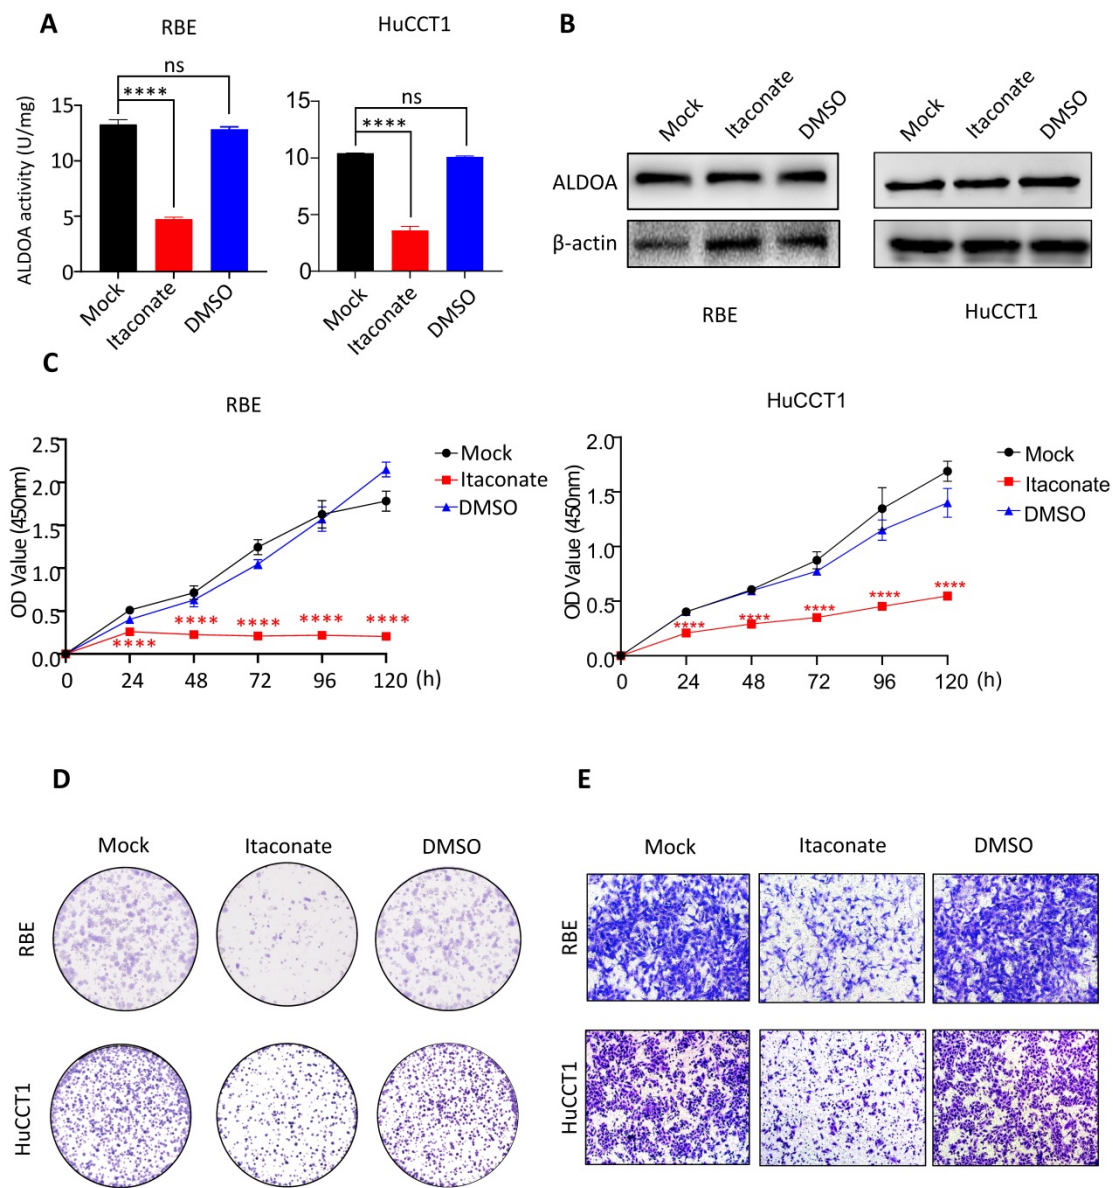 A
RBE
HuCCT1
B
ns
****
ALDOA activity (U/mg)
15
10
5
0
Mock
Itaconate
DMSO
ns
****
15
10
5
0
Mock
Itaconate
DMSO
Mock
Itaconate
DMSO
Mock
Itaconate
DMSO
ALDOA
β-actin
RBE
HuCCT1
C
RBE
OD Value (450nm)
2.5
2.0
1.5
1.0
0.5
0.0
**** **** **** **** ****
0 24 48 72 96 120 (h)
Mock
Itaconate
DMSO
HuCCT1
OD Value (450nm)
2.0
1.5
1.0
0.5
0.0
**** **** **** **** ****
0 24 48 72 96 120 (h)
Mock
Itaconate
DMSO
D
Mock Itaconate DMSO
RBE
HuCCT1
E
Mock Itaconate DMSO
RBE
HuCCT1